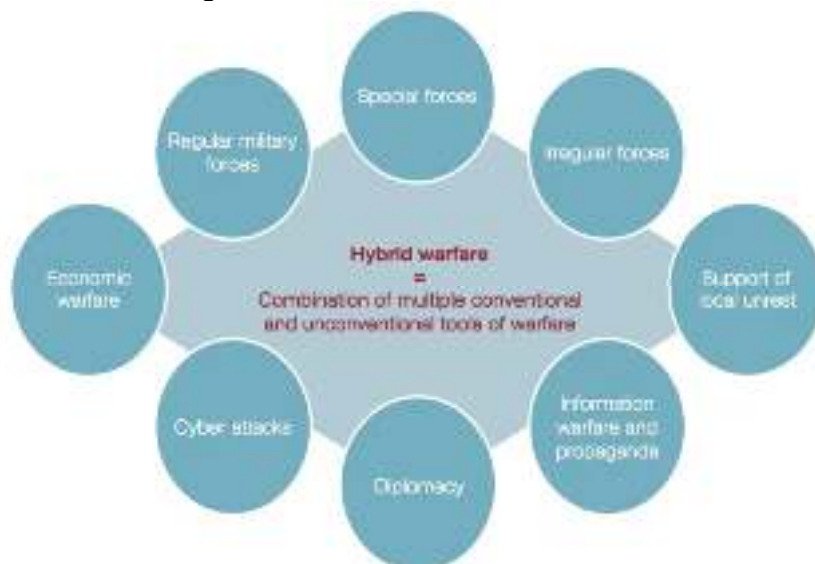 Special forces
Regular military
forces
Irregular forces
Hybrid warfare
=
Combination of multiple conventional
and unconventional tools of warfare
Economic
warfare
Support of
local unrest
Cyber attacks
Information
warfare and
propaganda
Diplomacy